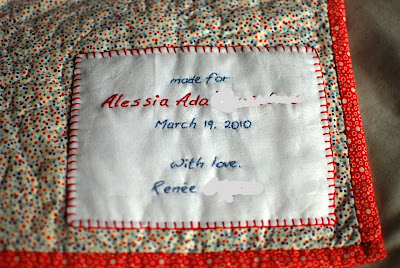 made for
Alessia Ada
March 19, 2010
With love.
Renée